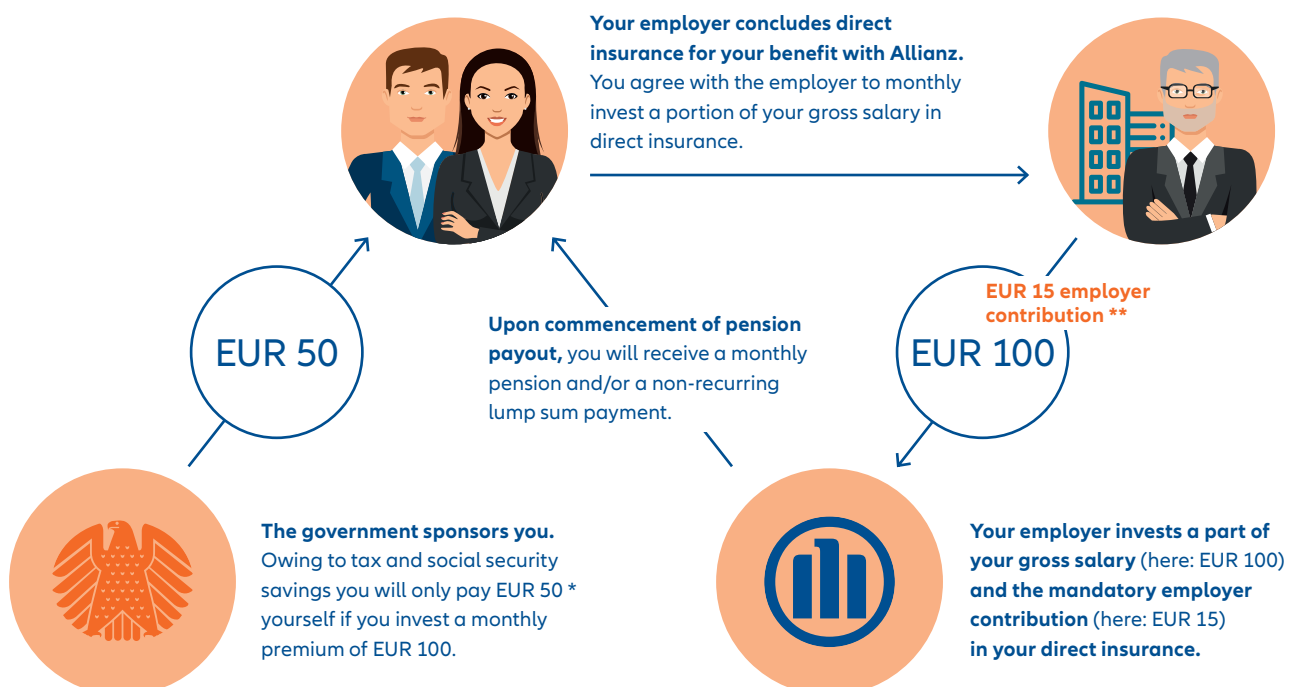 Your employer concludes direct
insurance for your benefit with Allianz.
You agree with the employer to monthly
invest a portion of your gross salary in
direct insurance.
EUR 15 employer
contribution **
EUR 50
Upon commencement of pension
payout, you will receive a monthly
pension and/or a non-recurring
lump sum payment.
EUR 100
The government sponsors you.
Owing to tax and social security
savings you will only pay EUR 50 *
yourself if you invest a monthly
premium of EUR 100.
Your employer invests a part of
your gross salary (here: EUR 100)
and the mandatory employer
contribution (here: EUR 15)
in your direct insurance.